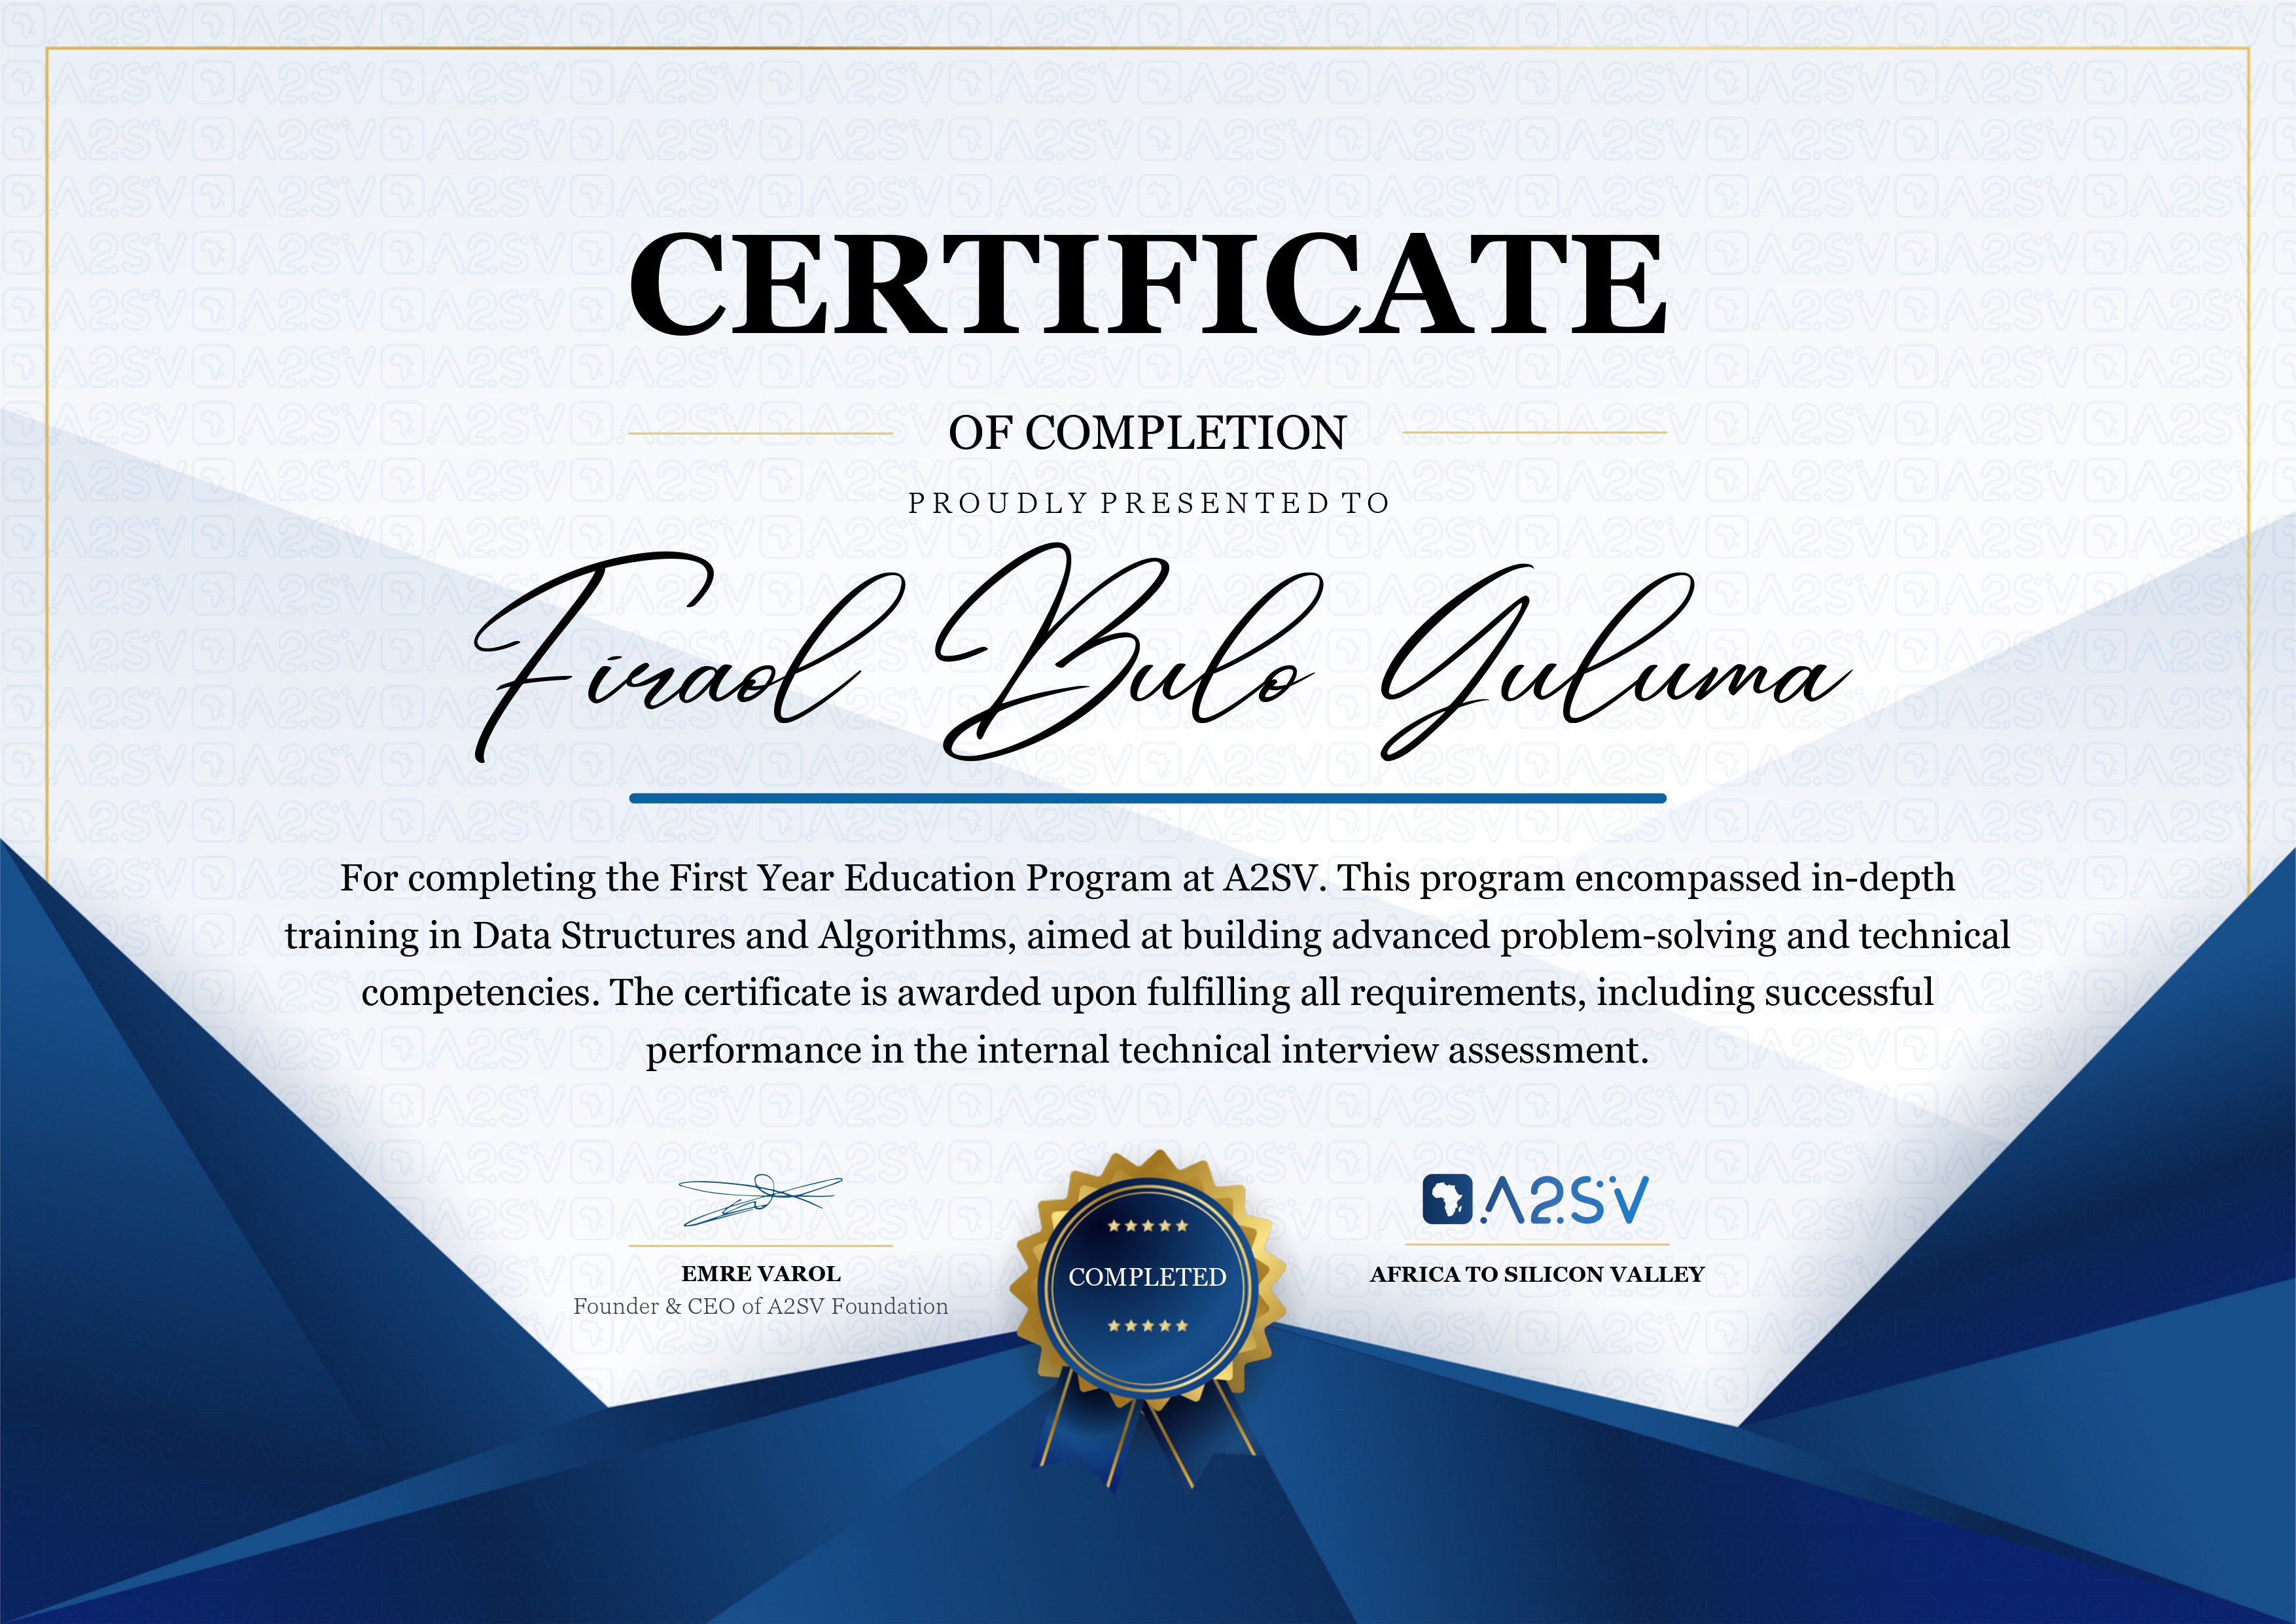 CERTIFICATE
OF COMPLETION
PROUDLY PRESENTED TO
Firaol Bulo Guluma
For completing the First Year Education Program at A2SV. This program encompassed in-depth
training in Data Structures and Algorithms, aimed at building advanced problem-solving and technical
competencies. The certificate is awarded upon fulfilling all requirements, including successful
performance in the internal technical interview assessment.
EMRE VAROL
Founder & CEO of A2SV Foundation
COMPLETED
A2SV
AFRICA TO SILICON VALLEY